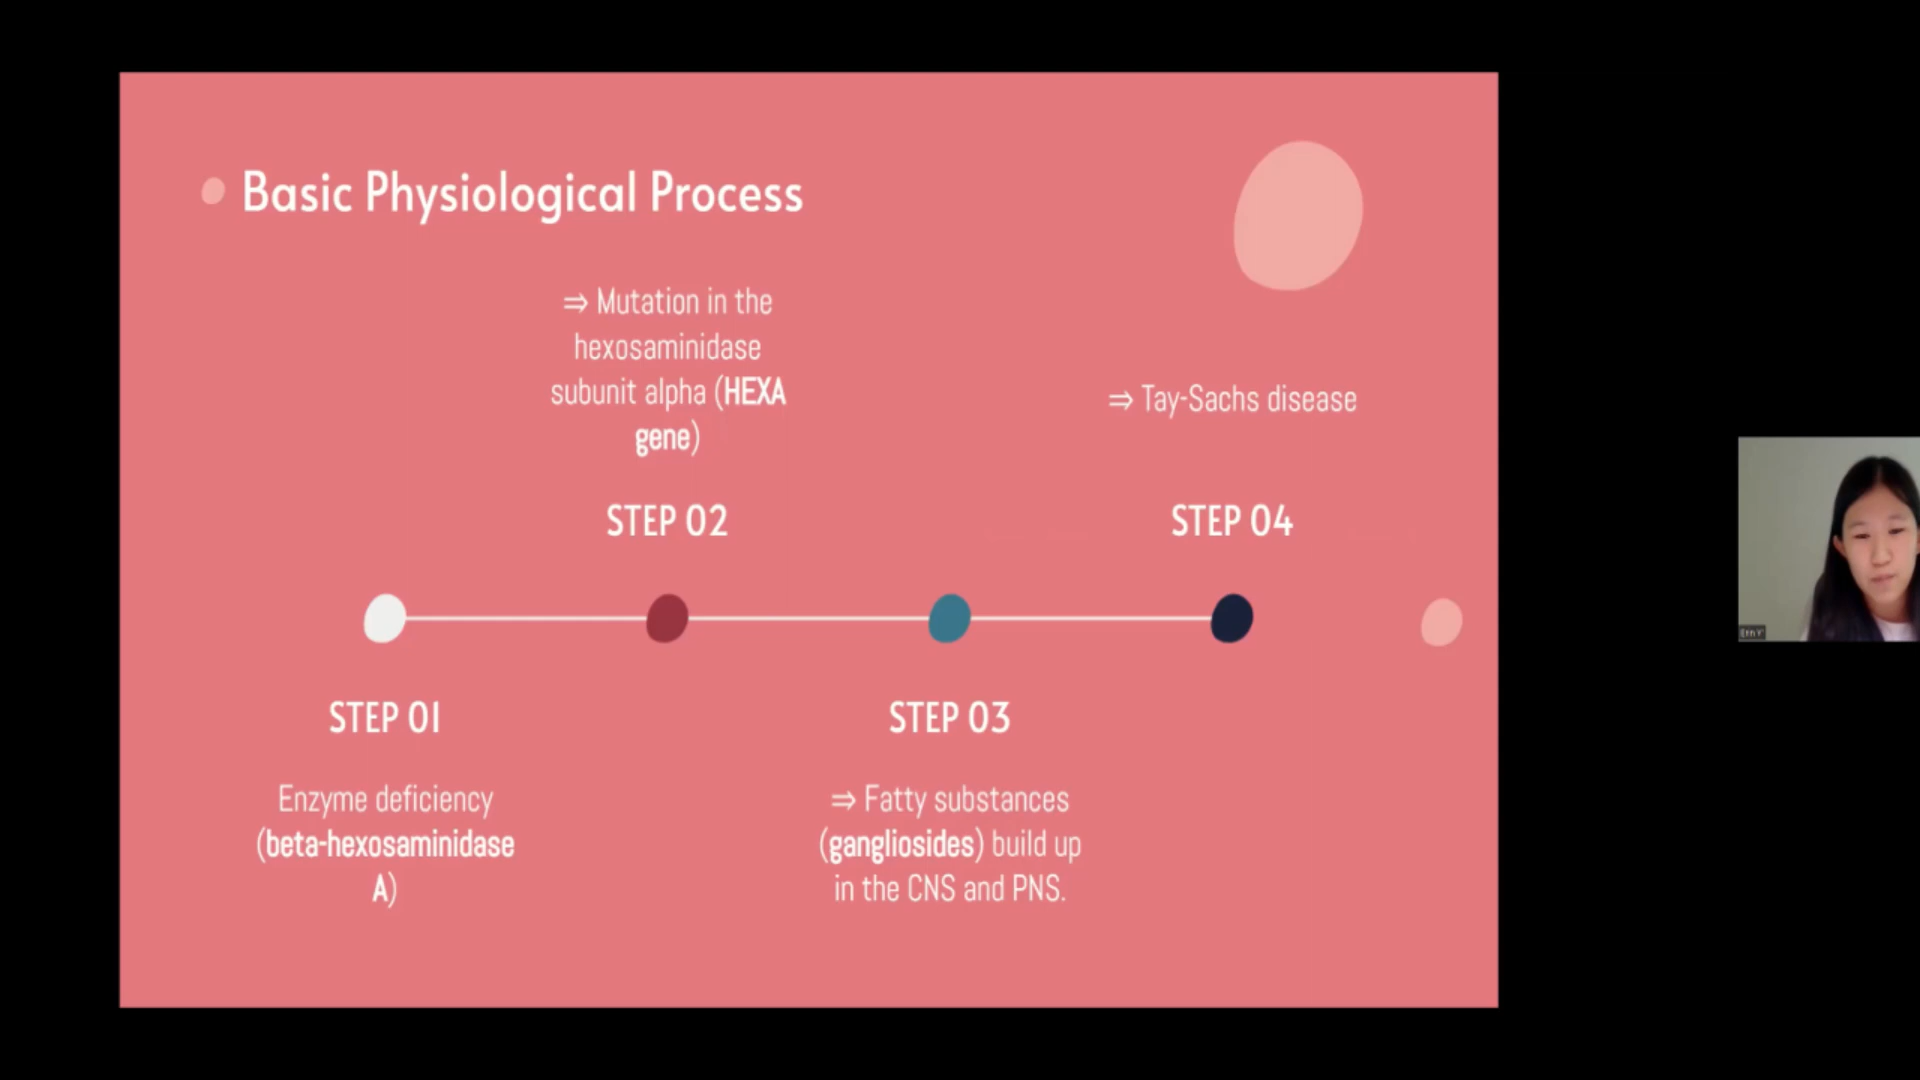 Basic Physiological Process
⇒ Mutation in the
hexosaminidase
subunit alpha (HEXA
gene)
⇒ Tay-Sachs disease
STEP 02
STEP 04
STEP 01
STEP 03
Enzyme deficiency
(beta-hexosaminidase
A)
⇒ Fatty substances
(gangliosides) build up
in the CNS and PNS.